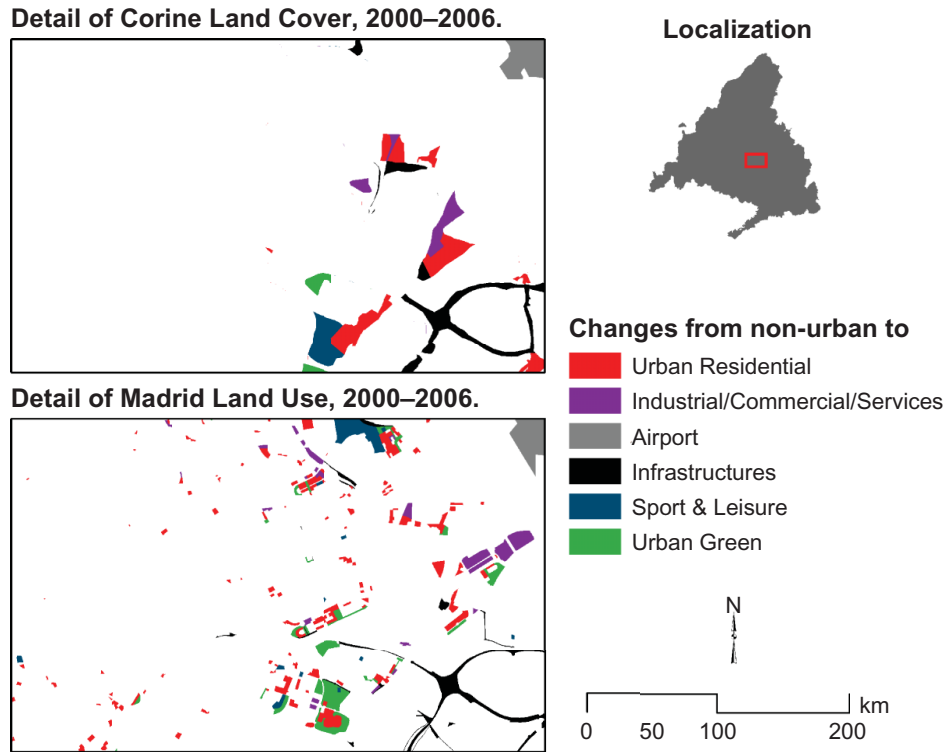 Detail of Corine Land Cover, 2000–2006.
Localization
Changes from non-urban to
Urban Residential
Industrial/Commercial/Services
Airport
Infrastructures
Sport & Leisure
Urban Green
Detail of Madrid Land Use, 2000–2006.
N
km
0 50 100 200